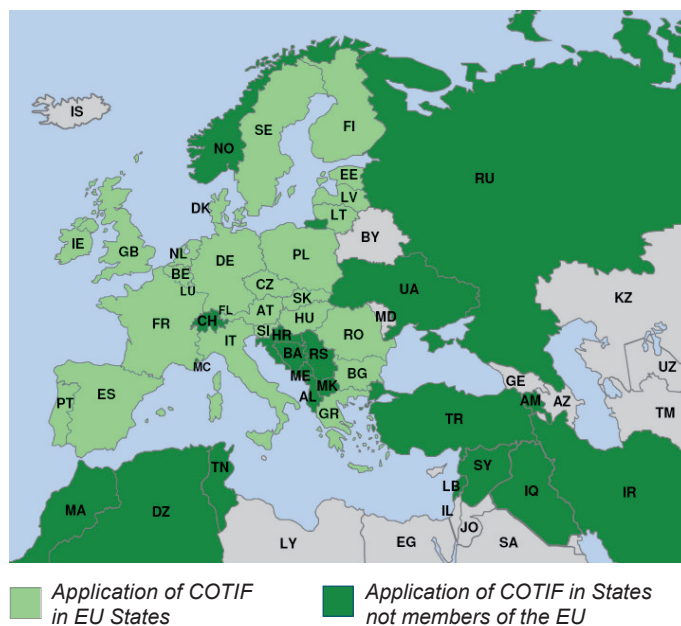 IS
NO
SE
FI
RU
EE
LV
LT
DK
BY
IE
GB
NL
BE
LU
DE
PL
KZ
CZ
SK
UA
FR
CH
FL
AT
HU
MD
SI
HR
RO
IT
BA
RS
UZ
MC
ME
BG
GE
AZ
PT
ES
AL
MK
AM
TM
GR
TR
TN
SY
LB
IQ
IR
MA
DZ
IL
JO
LY
EG
SA
Application of COTIF
in EU States
Application of COTIF in States
not members of the EU